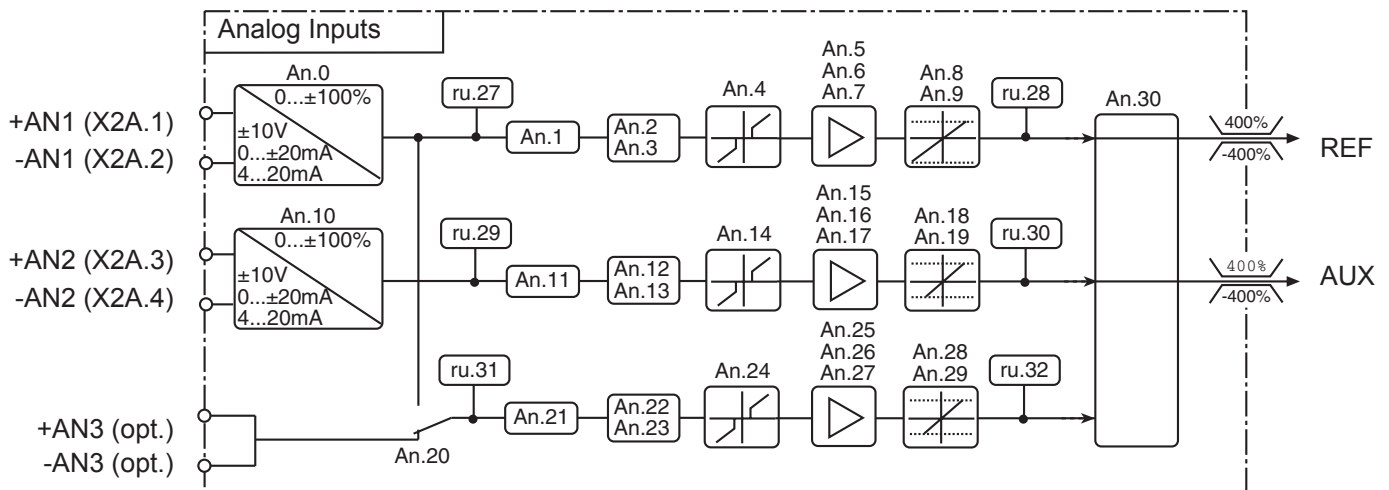 Analog Inputs
An.0
0...±100%
±10V
0...±20mA
4...20mA
+AN1 (X2A.1)
-AN1 (X2A.2)
ru.27
An.1
An.2
An.3
An.4
An.5
An.6
An.7
An.8
An.9
ru.28
An.30
400%
-400%
REF
An.10
0...±100%
±10V
0...±20mA
4...20mA
+AN2 (X2A.3)
-AN2 (X2A.4)
ru.29
An.11
An.12
An.13
An.14
An.15
An.16
An.17
An.18
An.19
ru.30
400%
-400%
AUX
+AN3 (opt.)
-AN3 (opt.)
An.20
ru.31
An.21
An.22
An.23
An.24
An.25
An.26
An.27
An.28
An.29
ru.32